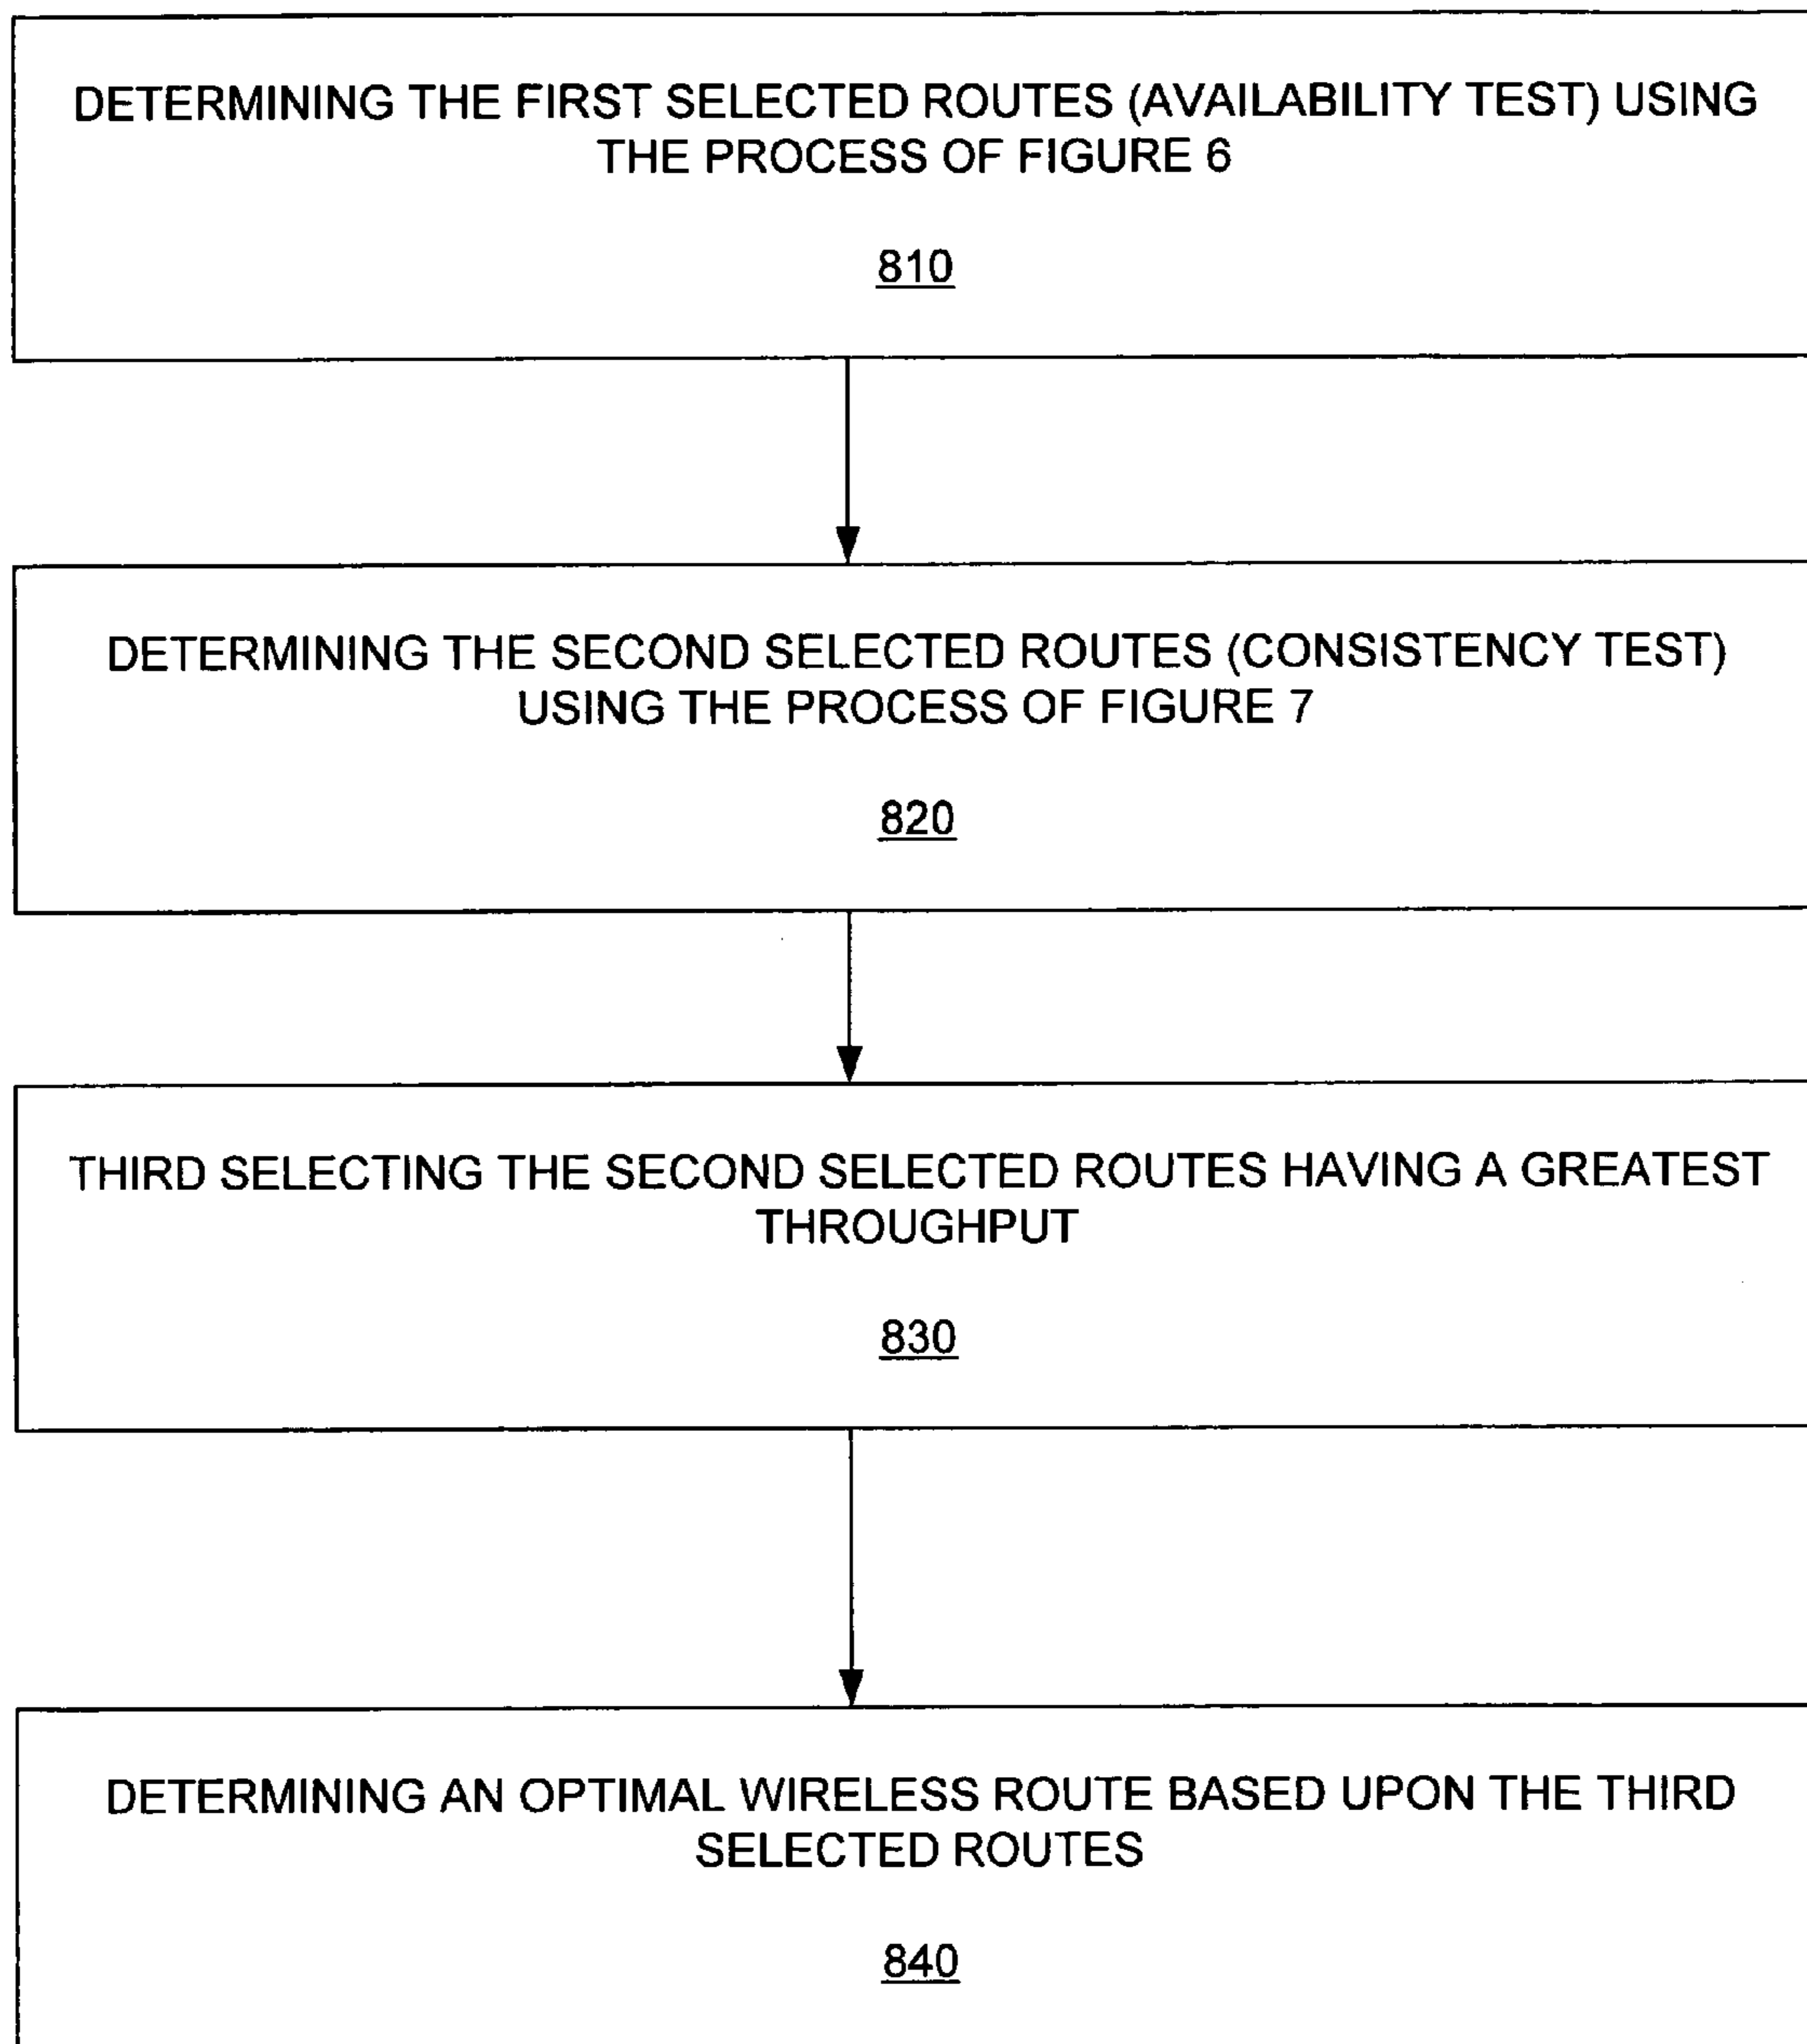 DETERMINING THE FIRST SELECTED ROUTES (AVAILABILITY TEST) USING
THE PROCESS OF FIGURE 6
810
DETERMINING THE SECOND SELECTED ROUTES (CONSISTENCY TEST)
USING THE PROCESS OF FIGURE 7
820
THIRD SELECTING THE SECOND SELECTED ROUTES HAVING A GREATEST
THROUGHPUT
830
DETERMINING AN OPTIMAL WIRELESS ROUTE BASED UPON THE THIRD
SELECTED ROUTES
840